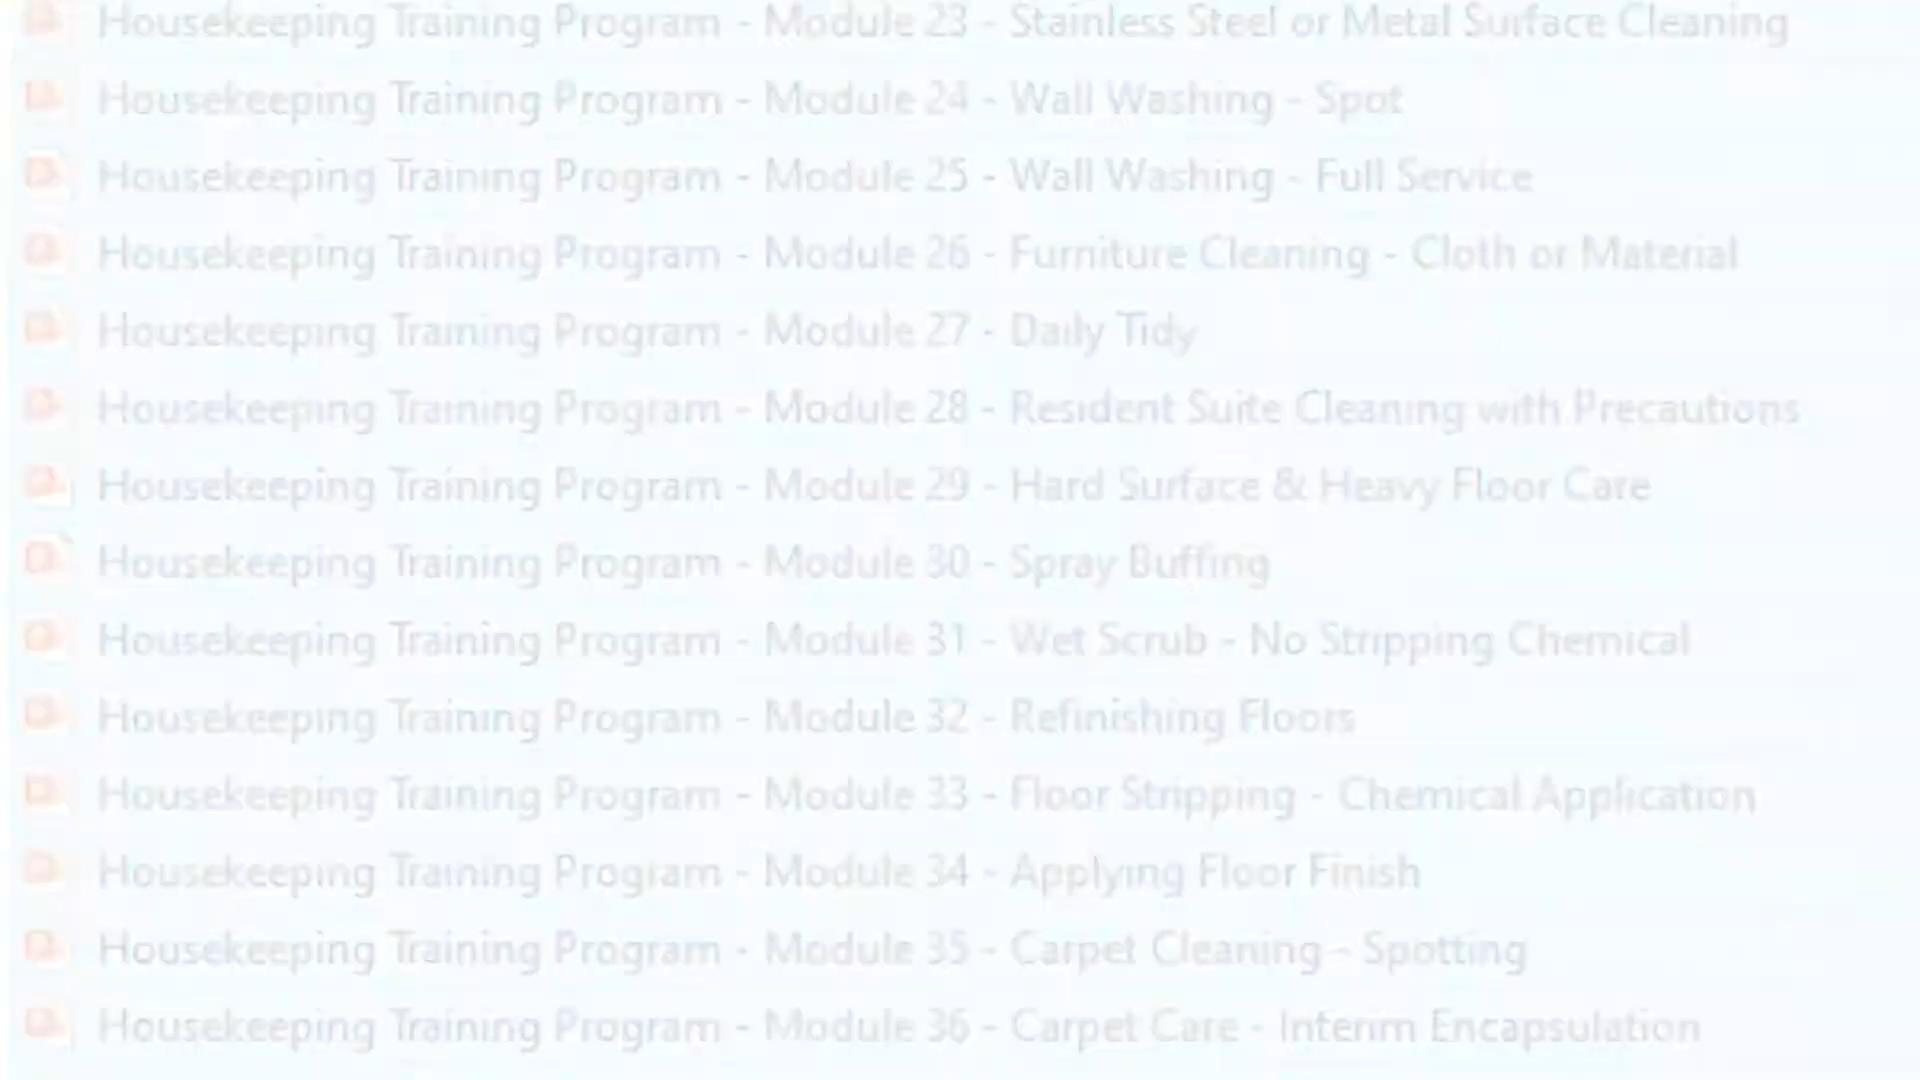 Housekeeping Training Program - Module 23 - Stainless Steel or Metal Surface Cleaning
Housekeeping Training Program - Module 24 - Wall Washing - Spot
Housekeeping Training Program - Module 25 - Wall Washing - Full Service
Housekeeping Training Program - Module 26 - Furniture Cleaning - Cloth or Material
Housekeeping Training Program - Module 27 - Daily Tidy
Housekeeping Training Program - Module 28 - Resident Suite Cleaning with Precautions
Housekeeping Training Program - Module 29 - Hard Surface & Heavy Floor Care
Housekeeping Training Program - Module 30 - Spray Buffing
Housekeeping Training Program - Module 31 - Wet Scrub - No Stripping Chemical
Housekeeping Training Program - Module 32 - Refinishing Floors
Housekeeping Training Program - Module 33 - Floor Stripping - Chemical Application
Housekeeping Training Program - Module 34 - Applying Floor Finish
Housekeeping Training Program - Module 35 - Carpet Cleaning - Spotting
Housekeeping Training Program - Module 36 - Carpet Care - Interim Encapsulation